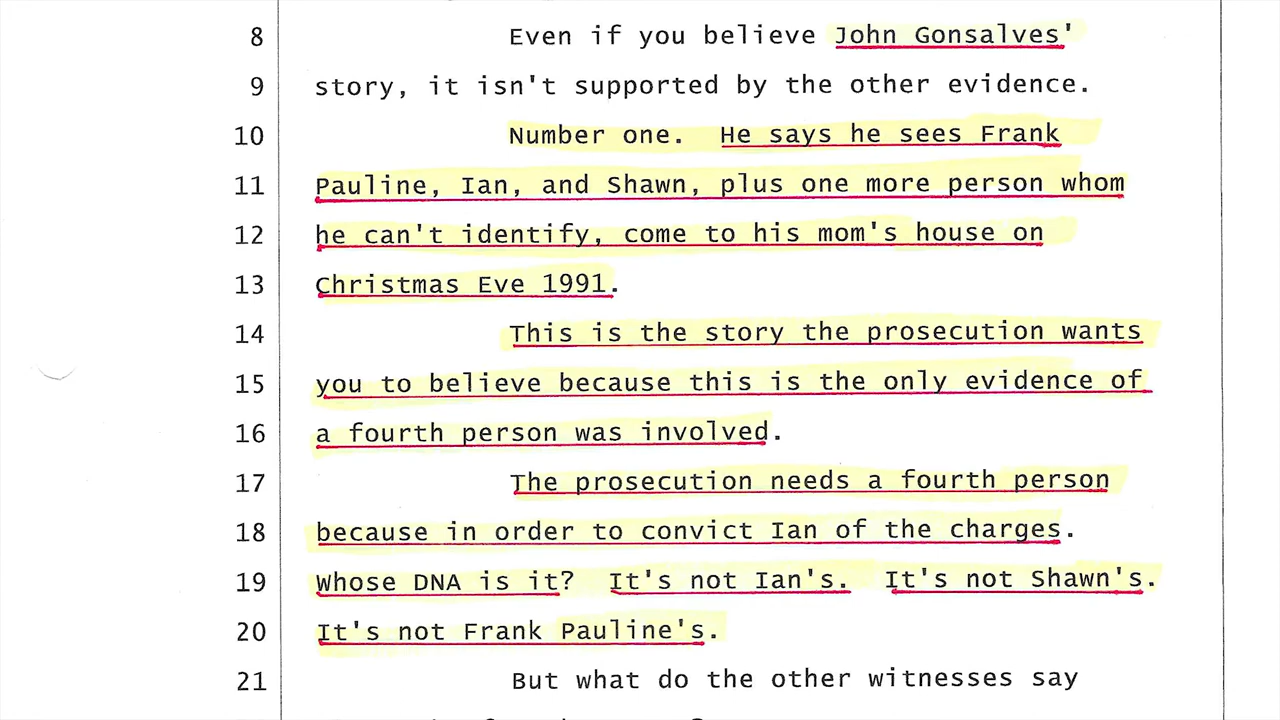 8 Even if you believe John Gonsalves'
9 story, it isn't supported by the other evidence.
10 Number one. He says he sees Frank
11 Pauline, Ian, and Shawn, plus one more person whom
12 he can't identify, come to his mom's house on
13 Christmas Eve 1991.
14 This is the story the prosecution wants
15 you to believe because this is the only evidence of
16 a fourth person was involved.
17 The prosecution needs a fourth person
18 because in order to convict Ian of the charges.
19 Whose DNA is it? It's not Ian's. It's not Shawn's.
20 It's not Frank Pauline's.
21 But what do the other witnesses say